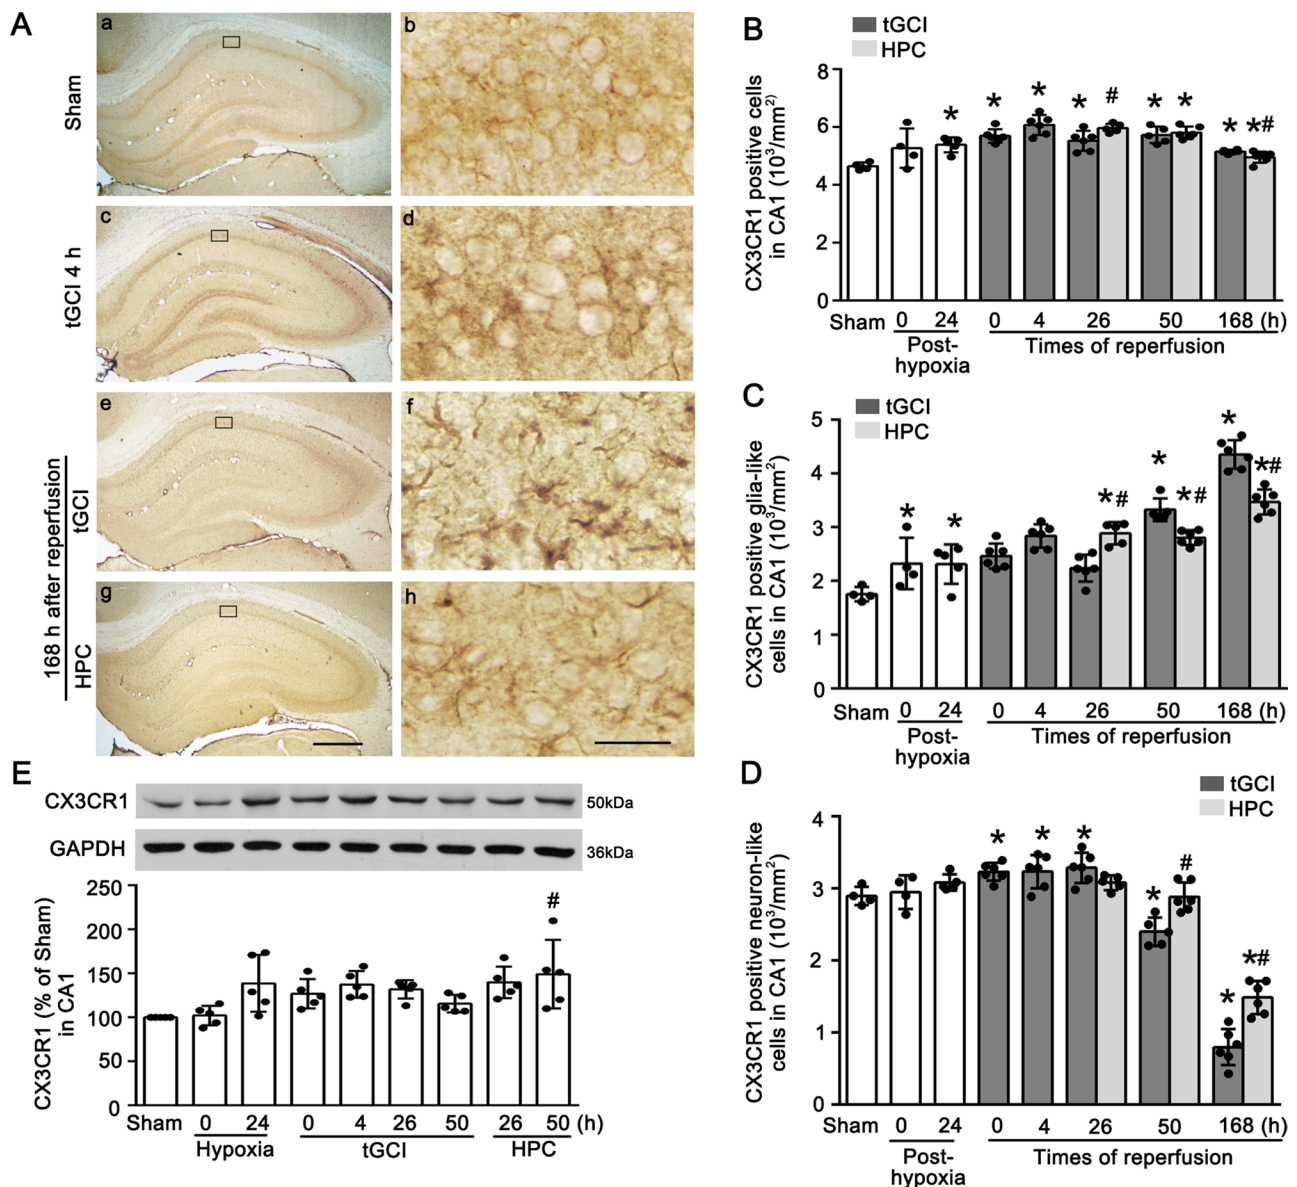 A
a
b
Sham
c
d
tGCI 4 h
e
f
168 h after reperfusion
tGCI
g
h
HPC
B
tGCI
HPC
CX3CR1 positive cells
in CA1 (10³/mm²)
8
6
4
2
0
* * * * # * * * *#
Sham 0 24 0 4 26 50 168 (h)
Post-
hypoxia
Times of reperfusion
C
tGCI
HPC
CX3CR1 positive glia-like
cells in CA1 (10³/mm²)
5
4
3
2
1
0
* * *# * *# * *#
Sham 0 24 0 4 26 50 168 (h)
Post-
hypoxia
Times of reperfusion
D
tGCI
HPC
CX3CR1 positive neuron-like
cells in CA1 (10³/mm²)
4
3
2
1
0
* * * * # * *#
Sham 0 24 0 4 26 50 168 (h)
Post-
hypoxia
Times of reperfusion
E
CX3CR1 50kDa
GAPDH 36kDa
CX3CR1 (% of Sham)
in CA1
250
200
150
100
50
0
#
Sham 0 24 0 4 26 50 26 50 (h)
Hypoxia tGCI HPC